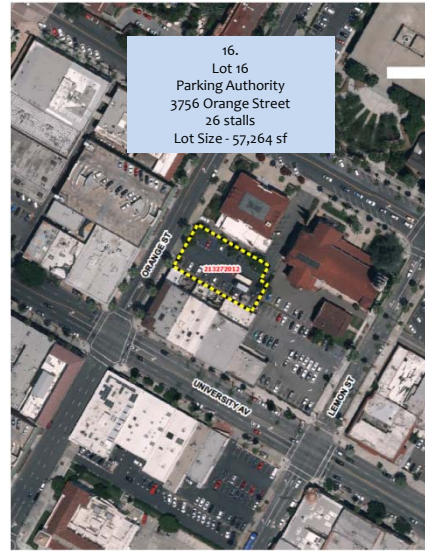 16.
Lot 16
Parking Authority
3756 Orange Street
26 stalls
Lot Size - 57,264 sf
ORANGE ST
213272012
UNIVERSITY AV
LEMON ST